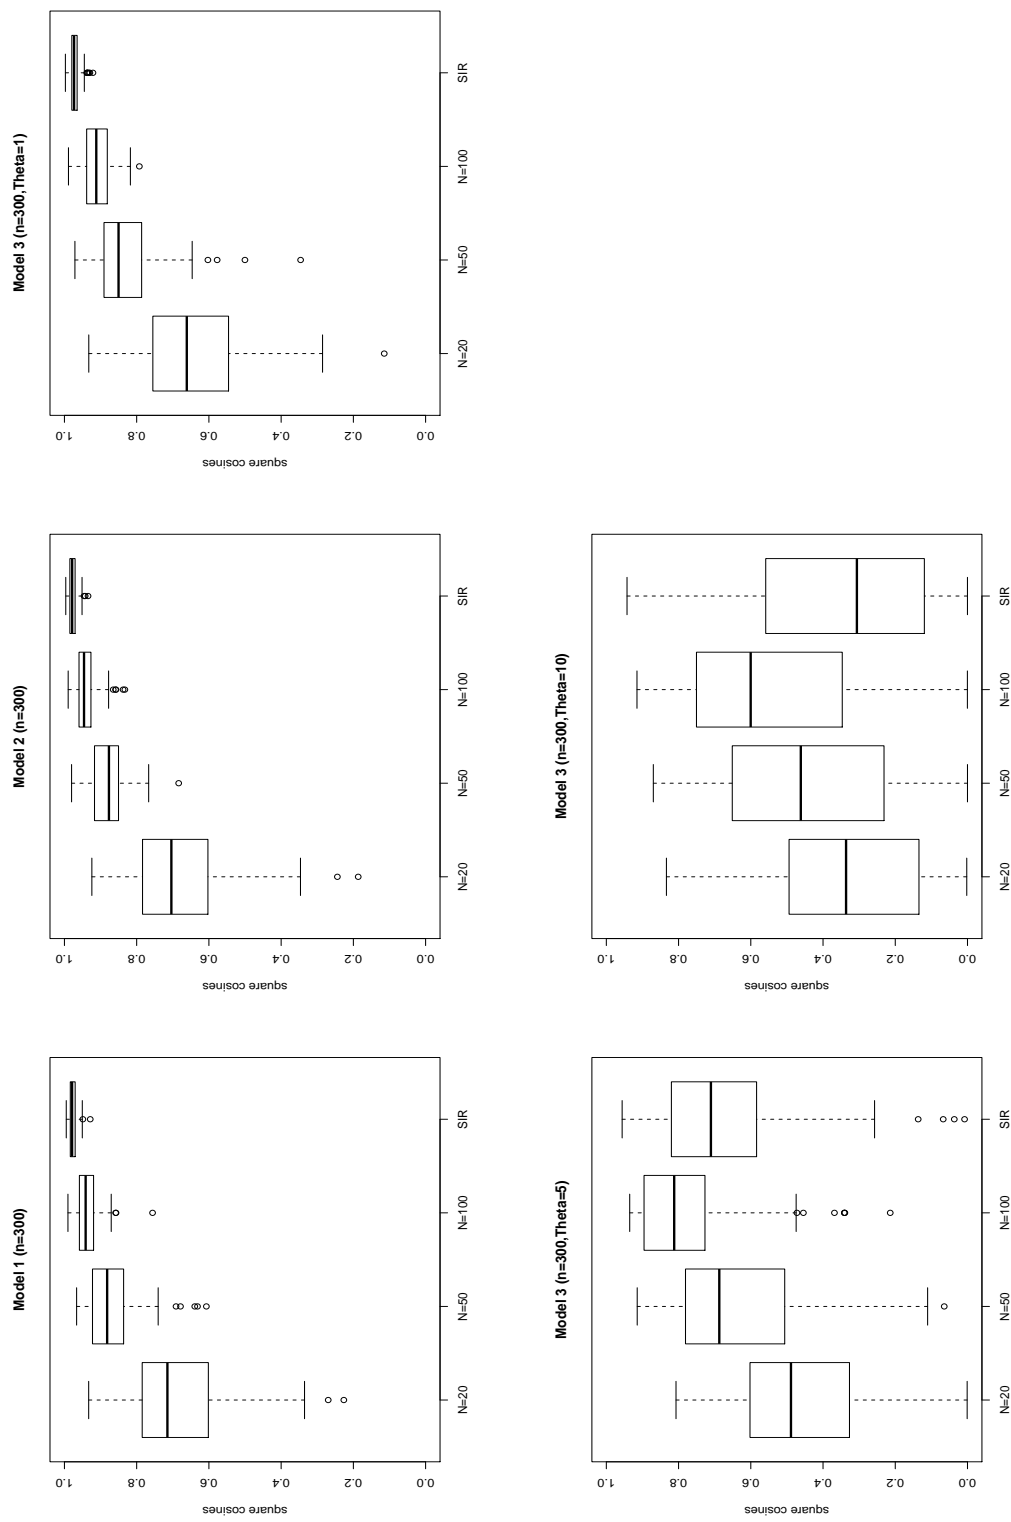 Model 1 (n=300)
square cosines
1.0
0.8
0.6
0.4
0.2
0.0
N=20 N=50 N=100 SIR
Model 2 (n=300)
square cosines
1.0
0.8
0.6
0.4
0.2
0.0
N=20 N=50 N=100 SIR
Model 3 (n=300,Theta=1)
square cosines
1.0
0.8
0.6
0.4
0.2
0.0
N=20 N=50 N=100 SIR
Model 3 (n=300,Theta=5)
square cosines
1.0
0.8
0.6
0.4
0.2
0.0
N=20 N=50 N=100 SIR
Model 3 (n=300,Theta=10)
square cosines
1.0
0.8
0.6
0.4
0.2
0.0
N=20 N=50 N=100 SIR